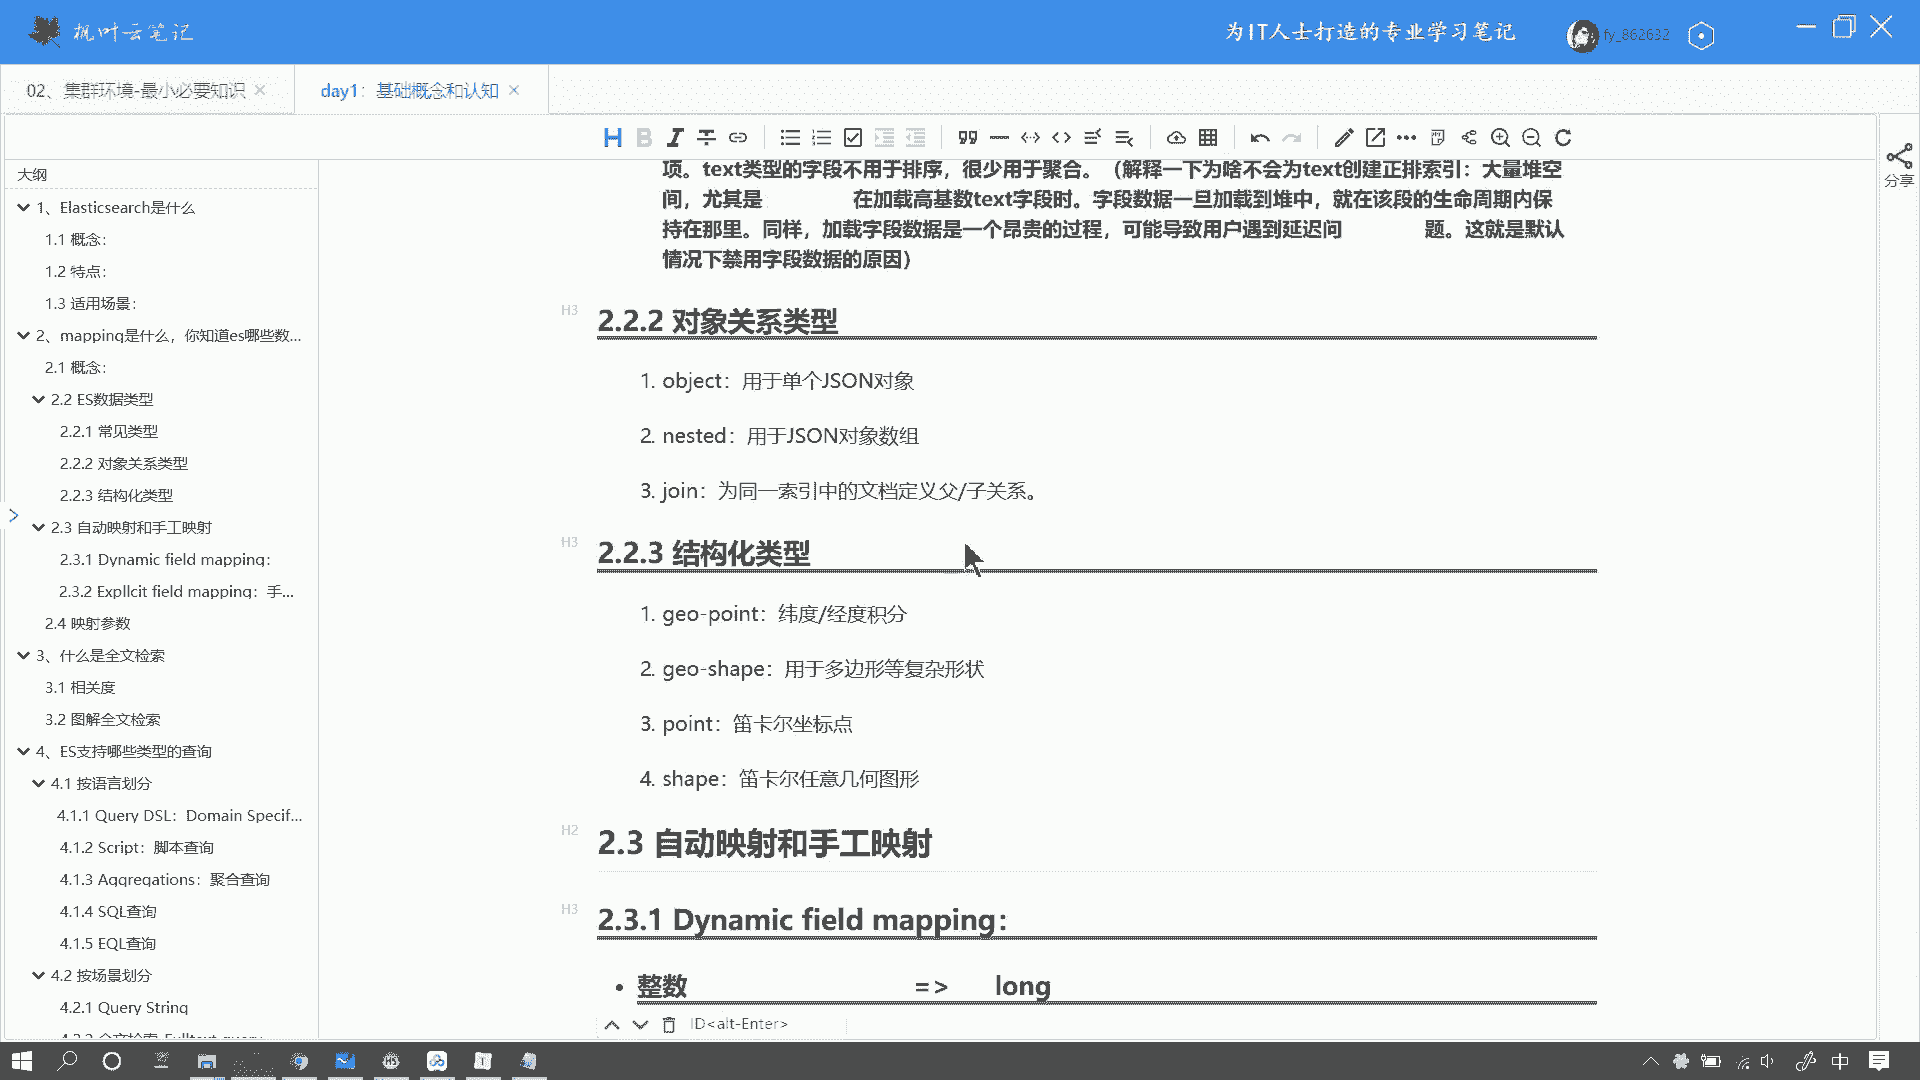 枫叶云笔记
为IT人士打造的专业学习笔记
fy_862632
02、集群环境-最小必要知识
day1：基础概念和认知
分享
大纲
1、Elasticsearch是什么
1.1 概念：
1.2 特点：
1.3 适用场景：
2、mapping是什么，你知道es哪些数...
2.1 概念：
2.2 ES数据类型
2.2.1 常见类型
2.2.2 对象关系类型
2.2.3 结构化类型
2.3 自动映射和手工映射
2.3.1 Dynamic field mapping：
2.3.2 Expllcit field mapping：手...
2.4 映射参数
3、什么是全文检索
3.1 相关度
3.2 图解全文检索
4、ES支持哪些类型的查询
4.1 按语言划分
4.1.1 Query DSL：Domain Specif...
4.1.2 Script：脚本查询
4.1.3 Aggregations：聚合查询
4.1.4 SQL查询
4.1.5 EQL查询
4.2 按场景划分
4.2.1 Query String
项。text类型的字段不用于排序，很少用于聚合。（解释一下为啥不会为text创建正排索引：大量堆空
间，尤其是 在加载高基数text字段时。字段数据一旦加载到堆中，就在该段的生命周期内保
持在那里。同样，加载字段数据是一个昂贵的过程，可能导致用户遇到延迟问 题。这就是默认
情况下禁用字段数据的原因）
H3
2.2.2 对象关系类型
1. object：用于单个JSON对象
2. nested：用于JSON对象数组
3. join：为同一索引中的文档定义父/子关系。
H3
2.2.3 结构化类型
1. geo-point：纬度/经度积分
2. geo-shape：用于多边形等复杂形状
3. point：笛卡尔坐标点
4. shape：笛卡尔任意几何图形
H2
2.3 自动映射和手工映射
H3
2.3.1 Dynamic field mapping：
整数 => long
ID<alt-Enter>
中